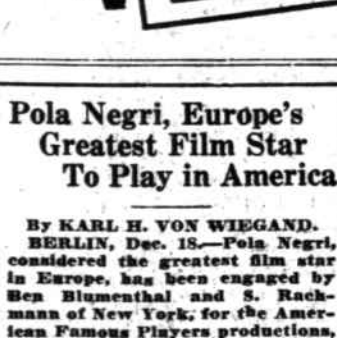 Pola Negri, Europe's
Greatest Film Star
To Play in America
By KARL H. VON WIEGAND.
BERLIN, Dec. 18.—Pola Negri,
considered the greatest film star
in Europe, has been engaged by
Ben Blumenthal and S. Rach-
mann of New York, for the Amer-
ican Famous Players productions,